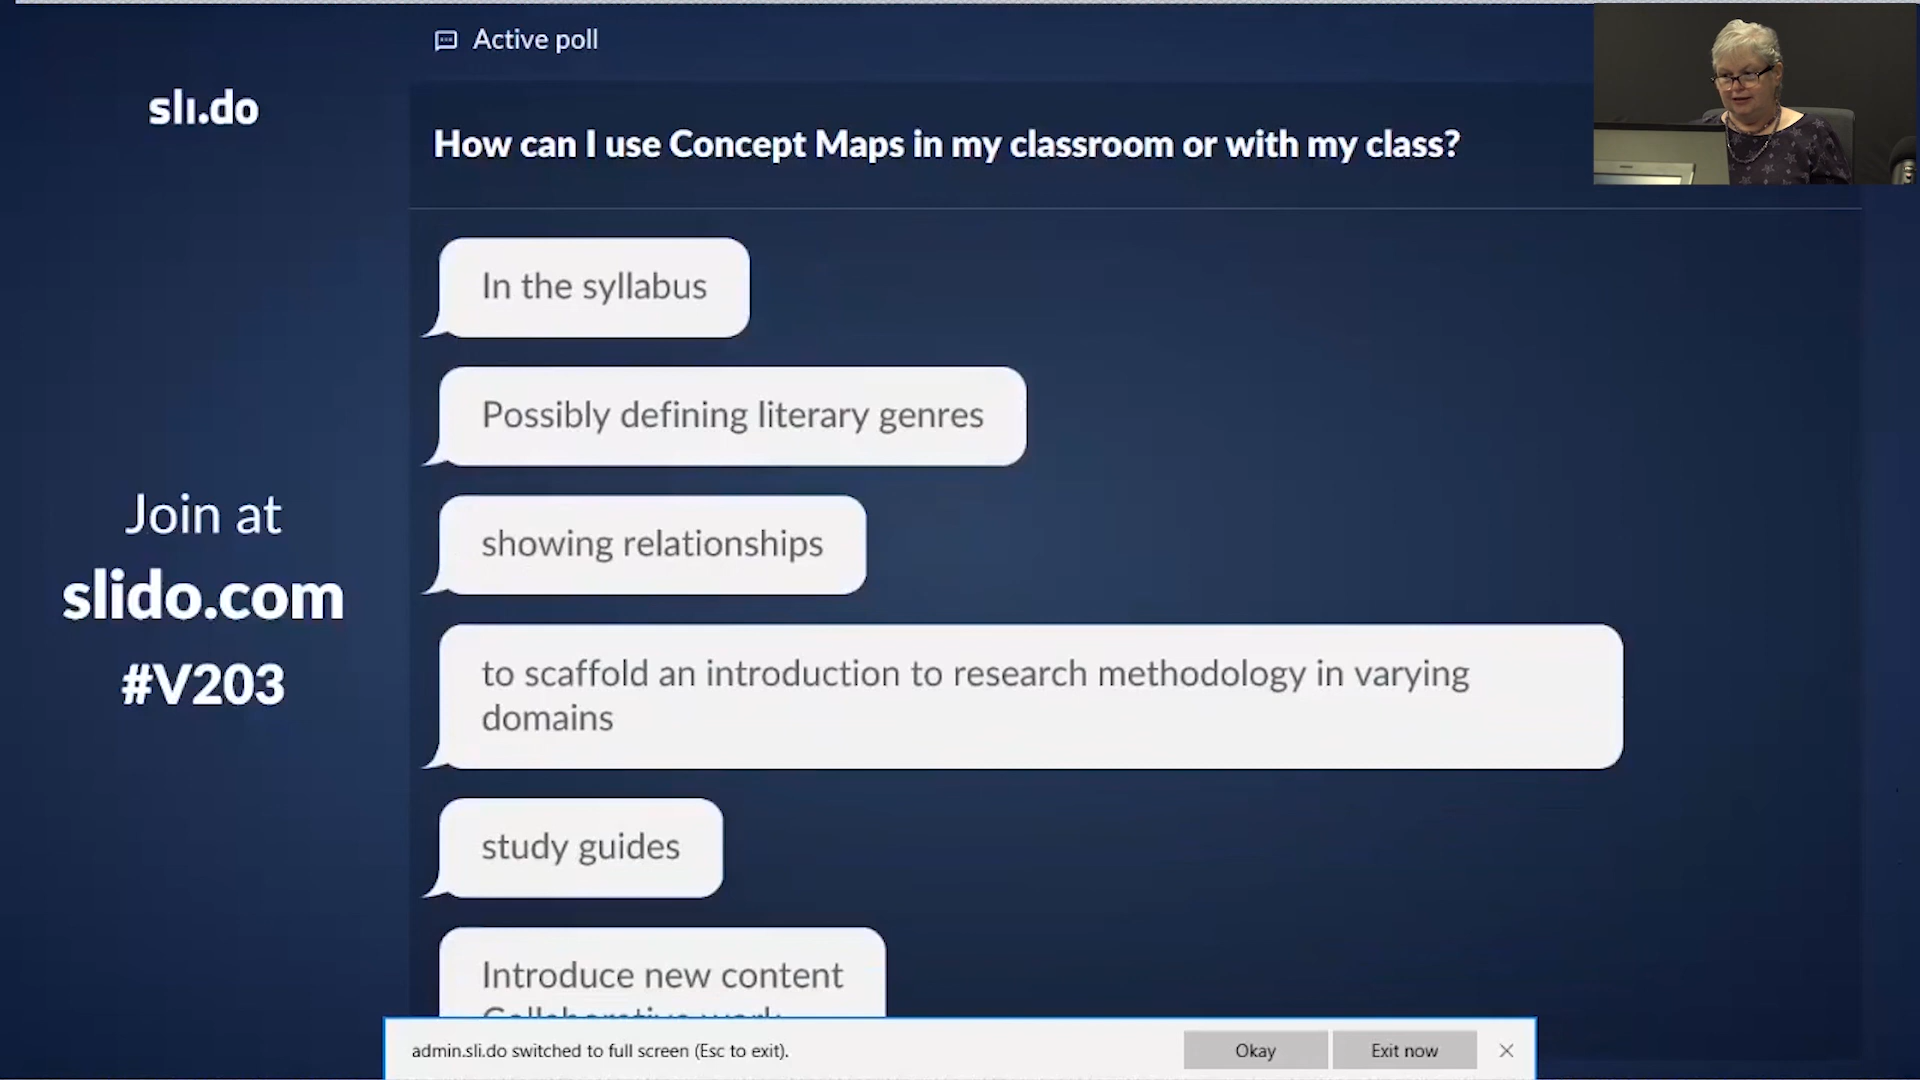 Active poll
sli.do
How can I use Concept Maps in my classroom or with my class?
In the syllabus
Possibly defining literary genres
showing relationships
to scaffold an introduction to research methodology in varying
domains
study guides
Introduce new content
Collaborative work
Join at
slido.com
#V203
admin.sli.do switched to full screen (Esc to exit).
Okay
Exit now